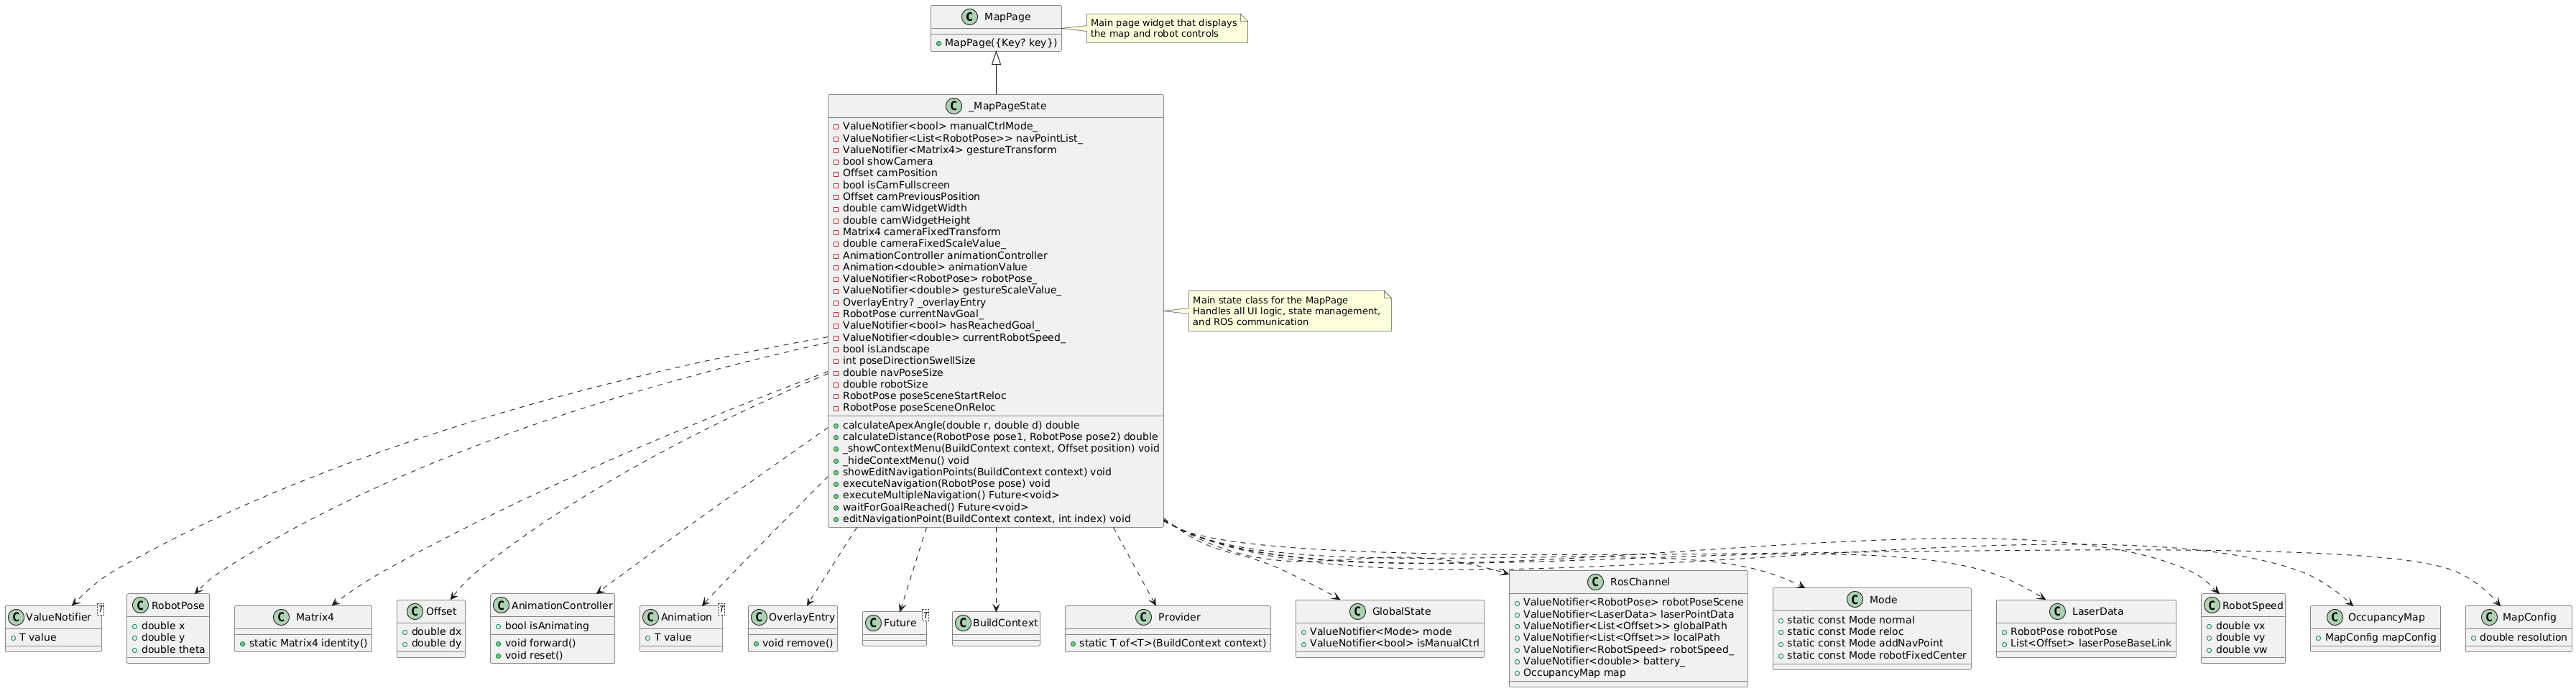 C MapPage
MapPage({Key? key})
Main page widget that displays
the map and robot controls
C _MapPageState
ValueNotifier<bool> manualCtrlMode_
ValueNotifier<List<RobotPose>> navPointList_
ValueNotifier<Matrix4> gestureTransform
bool showCamera
Offset camPosition
bool isCamFullscreen
Offset camPreviousPosition
double camWidgetWidth
double camWidgetHeight
Matrix4 cameraFixedTransform
double cameraFixedScaleValue_
AnimationController animationController
Animation<double> animationValue
ValueNotifier<RobotPose> robotPose_
ValueNotifier<double> gestureScaleValue_
OverlayEntry? _overlayEntry
RobotPose currentNavGoal_
ValueNotifier<bool> hasReachedGoal_
ValueNotifier<double> currentRobotSpeed_
bool isLandscape
int poseDirectionSwellSize
double navPoseSize
double robotSize
RobotPose poseSceneStartReloc
RobotPose poseSceneOnReloc
calculateApexAngle(double r, double d) double
calculateDistance(RobotPose pose1, RobotPose pose2) double
_showContextMenu(BuildContext context, Offset position) void
_hideContextMenu() void
showEditNavigationPoints(BuildContext context) void
executeNavigation(RobotPose pose) void
executeMultipleNavigation() Future<void>
waitForGoalReached() Future<void>
editNavigationPoint(BuildContext context, int index) void
Main state class for the MapPage
Handles all UI logic, state management,
and ROS communication
C ValueNotifier T
T value
C RobotPose
double x
double y
double theta
C Matrix4
static Matrix4 identity()
C Offset
double dx
double dy
C AnimationController
bool isAnimating
void forward()
void reset()
C Animation T
T value
C OverlayEntry
void remove()
C Future T
C BuildContext
C Provider
static T of<T>(BuildContext context)
C GlobalState
ValueNotifier<Mode> mode
ValueNotifier<bool> isManualCtrl
C RosChannel
ValueNotifier<RobotPose> robotPoseScene
ValueNotifier<LaserData> laserPointData
ValueNotifier<List<Offset>> globalPath
ValueNotifier<List<Offset>> localPath
ValueNotifier<RobotSpeed> robotSpeed_
ValueNotifier<double> battery_
OccupancyMap map
C Mode
static const Mode normal
static const Mode reloc
static const Mode addNavPoint
static const Mode robotFixedCenter
C LaserData
RobotPose robotPose
List<Offset> laserPoseBaseLink
C RobotSpeed
double vx
double vy
double vw
C OccupancyMap
MapConfig mapConfig
C MapConfig
double resolution